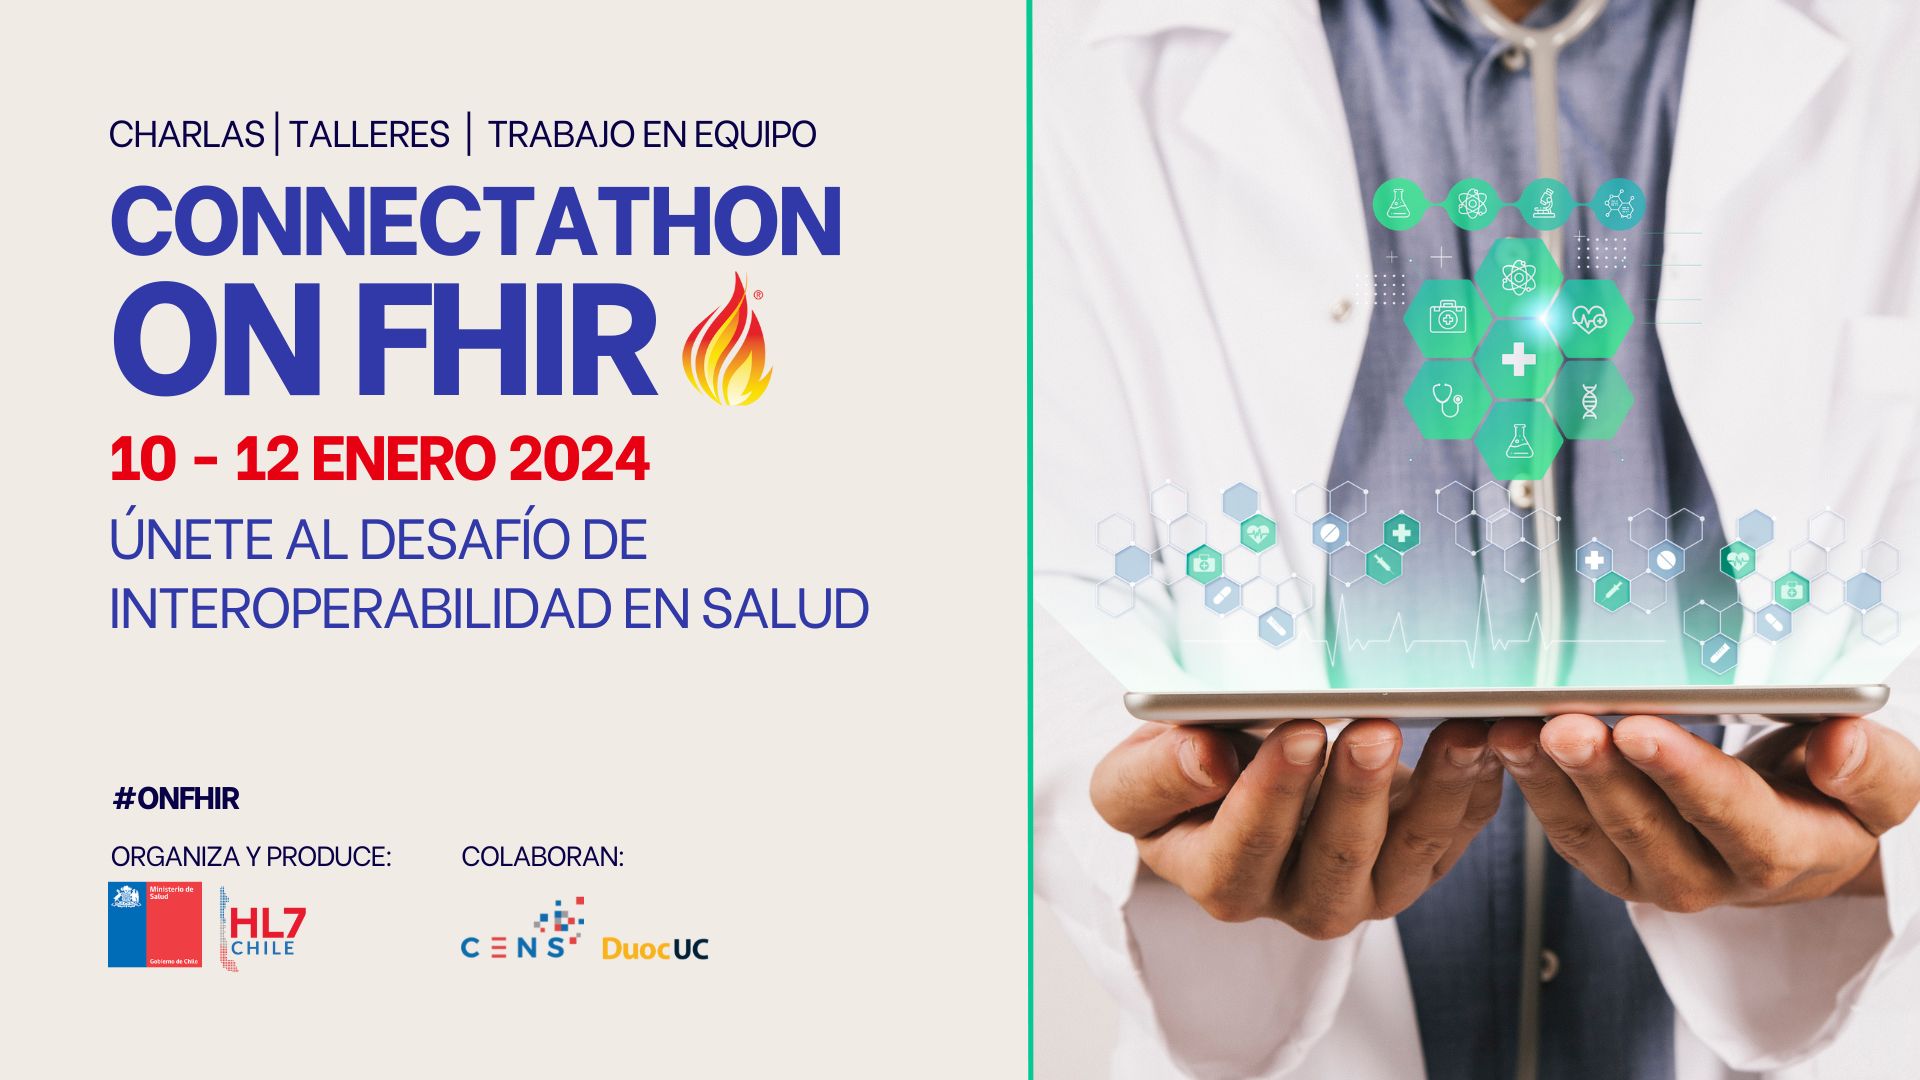 CHARLAS | TALLERES | TRABAJO EN EQUIPO
CONNECTATHON
ON FHIR ®
10 - 12 ENERO 2024
ÚNETE AL DESAFÍO DE
INTEROPERABILIDAD EN SALUD
#ONFHIR
ORGANIZA Y PRODUCE:
COLABORAN:
Ministerio de
Salud
Gobierno de Chile
HL7
CHILE
CENS
DuocUC